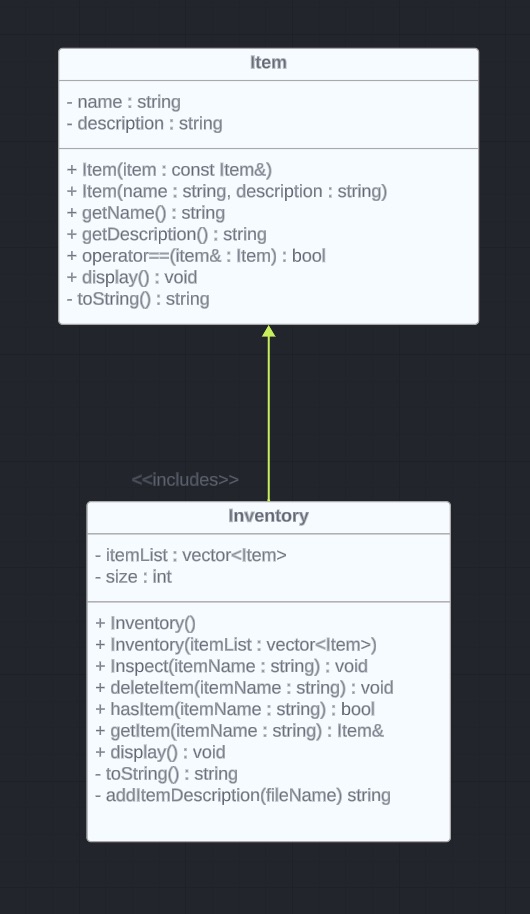 Item
- name : string
- description : string
+ Item(item : const Item&)
+ Item(name : string, description : string)
+ getName() : string
+ getDescription() : string
+ operator==(item& : Item) : bool
+ display() : void
- toString() : string
<<includes>>
Inventory
- itemList : vector<Item>
- size : int
+ Inventory()
+ Inventory(itemList : vector<Item>)
+ Inspect(itemName : string) : void
+ deleteItem(itemName : string) : void
+ hasItem(itemName : string) : bool
+ getItem(itemName : string) : Item&
+ display() : void
- toString() : string
- addItemDescription(fileName) string